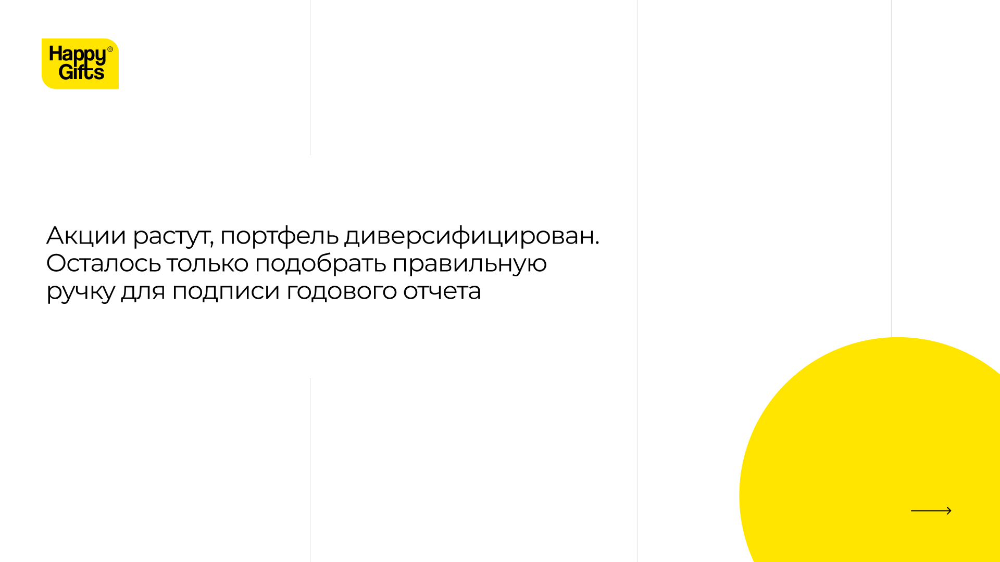 Happy
Gifts
Акции растут, портфель диверсифицирован.
Осталось только подобрать правильную
ручку для подписи годового отчета